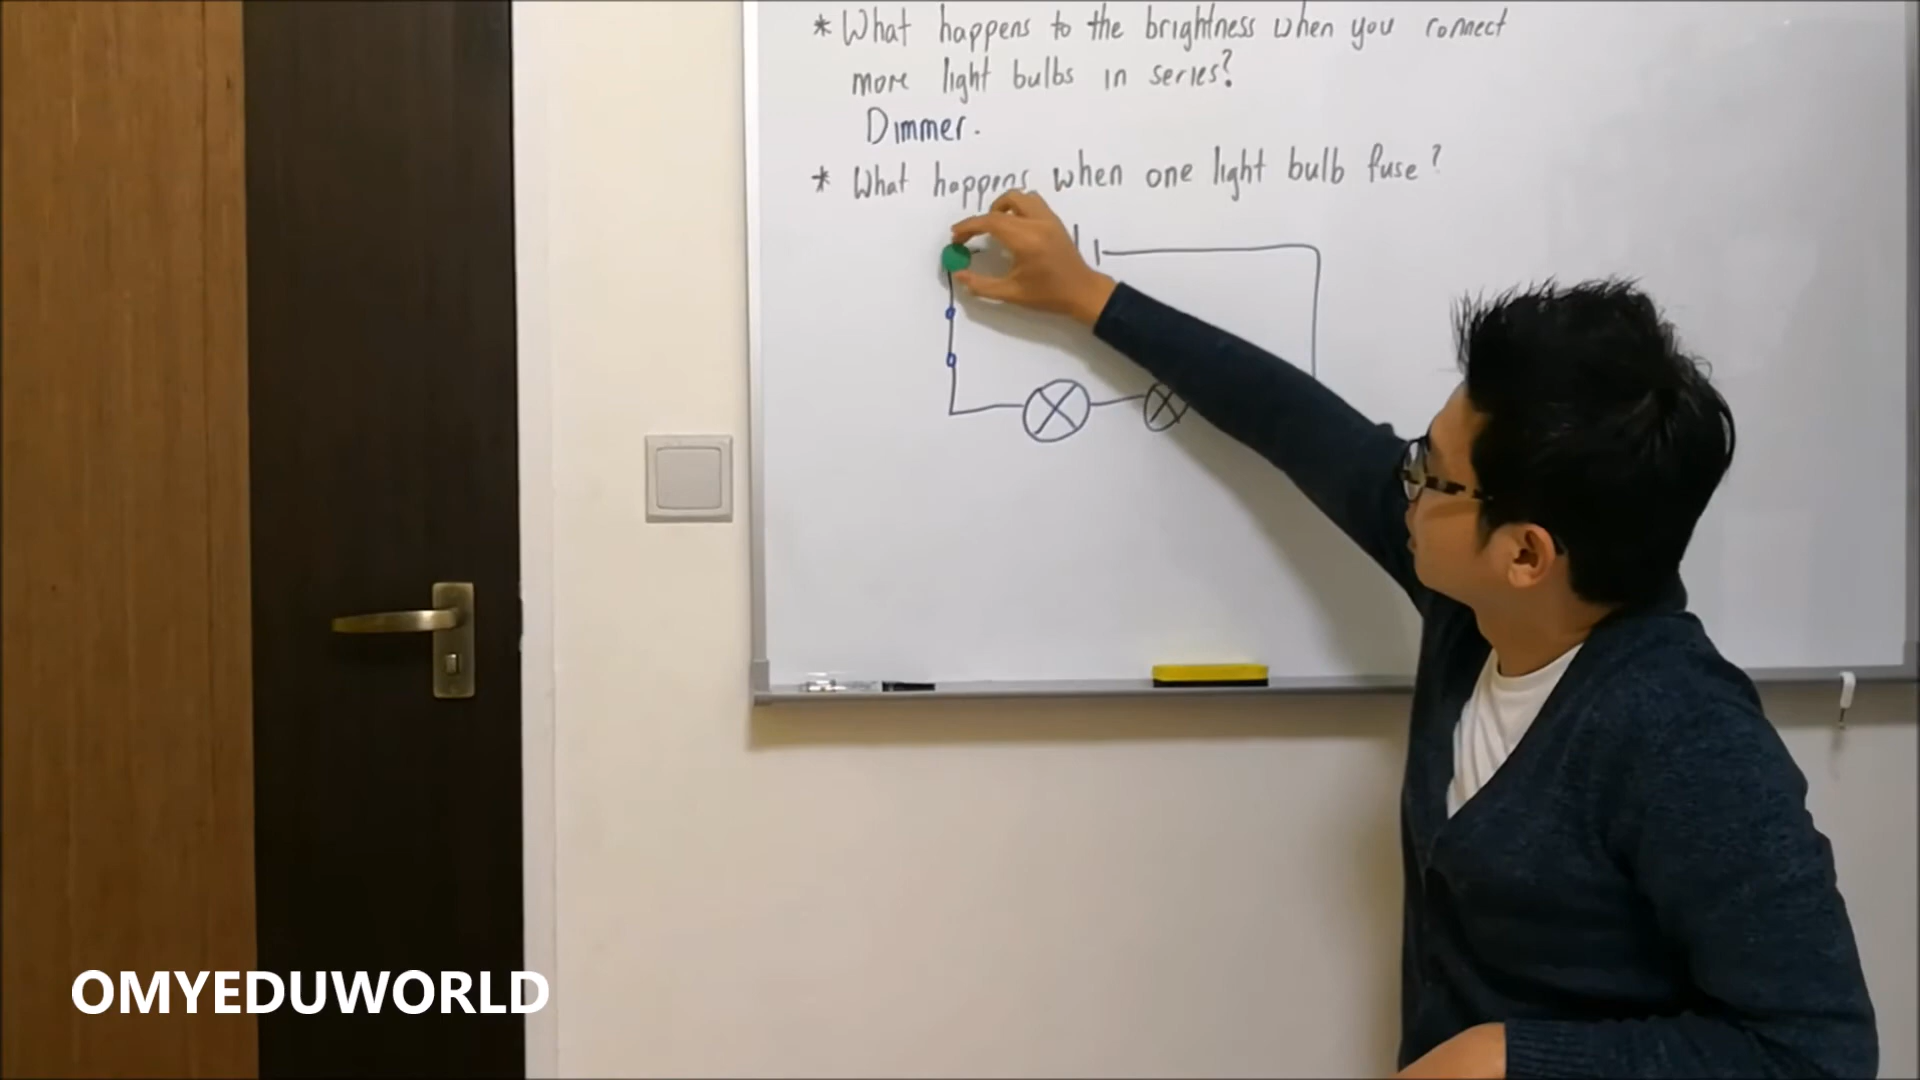 * What happens to the brightness when you connect
more light bulbs in series?
Dimmer.
* What happens when one light bulb fuse?
OMYEDUWORLD